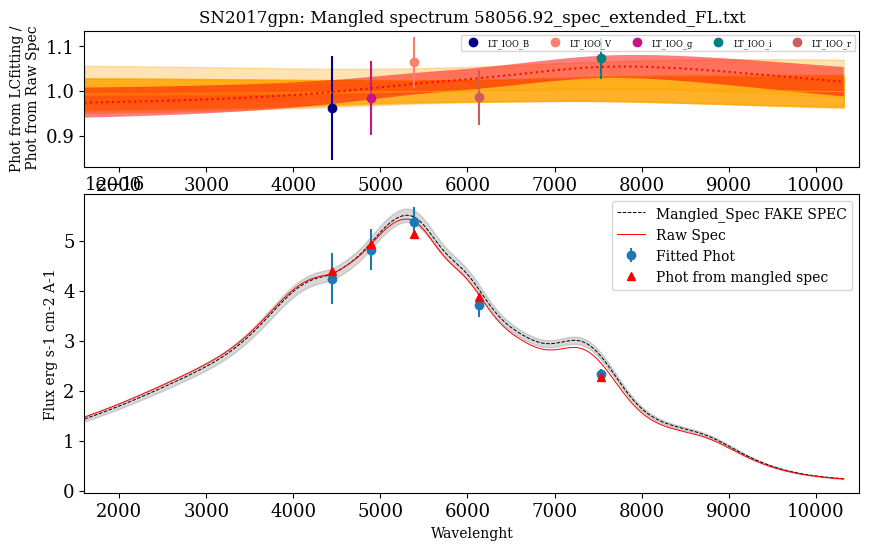 SN2017gpn: Mangled spectrum 58056.92_spec_extended_FL.txt
Phot from LCfitting /
Phot from Raw Spec
1.1
1.0
0.9
LT_IOO_B LT_IOO_V LT_IOO_g LT_IOO_i LT_IOO_r
2000 3000 4000 5000 6000 7000 8000 9000 10000
1e−16
Flux erg s-1 cm-2 A-1
5
4
3
2
1
0
Mangled_Spec FAKE SPEC
Raw Spec
Fitted Phot
Phot from mangled spec
2000 3000 4000 5000 6000 7000 8000 9000 10000
Wavelenght